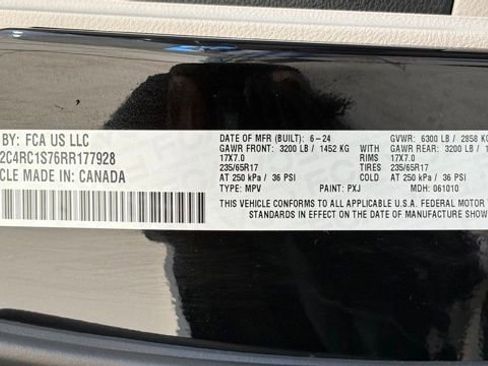 BY: FCA US LLC
2C4RC1S76RR177928
CLE MADE IN: CANADA
DATE OF MFR (BUILT): 6-24 GVWR: 6300 LB / 2858 KG
GAWR FRONT: 3200 LB / 1452 KG WITH GAWR REAR: 3200 LB / 1
17X7.0 RIMS 17X7.0
235/65R17 TIRES 235/65R17
AT 250 kPa / 36 PSI COLD AT 250 kPa / 36 PSI
TYPE: MPV PAINT: PXJ MDH: 061010
THIS VEHICLE CONFORMS TO ALL APPLICABLE U.S.A. FEDERAL MOTOR
STANDARDS IN EFFECT ON THE DATE OF MANUFACTURE SHOW